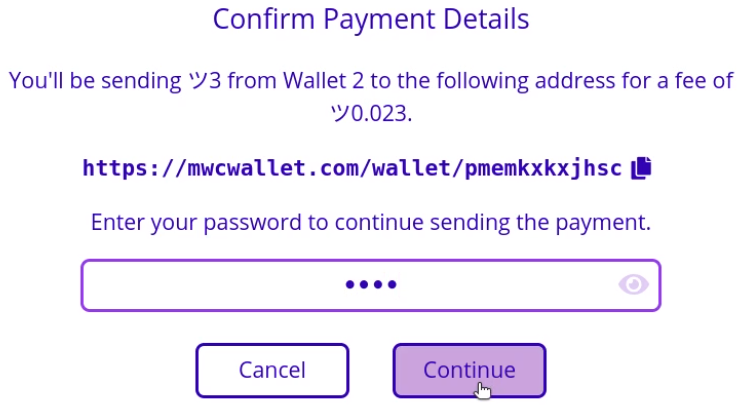 Confirm Payment Details
You'll be sending ツ3 from Wallet 2 to the following address for a fee of
ツ0.023.
https://mwcwallet.com/wallet/pmemkxkxjhsc
Enter your password to continue sending the payment.
••••
Cancel
Continue